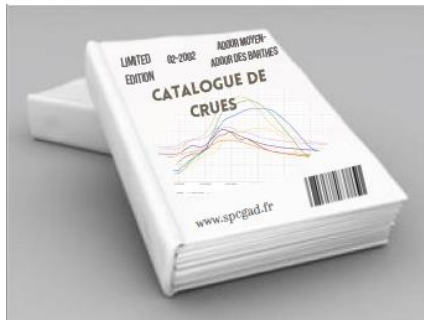 LIMITED EDITION
02-2002
ADOUR MOYEN-
ADOUR DES BARTHES
CATALOGUE DE
CRUES
www.spcgad.fr